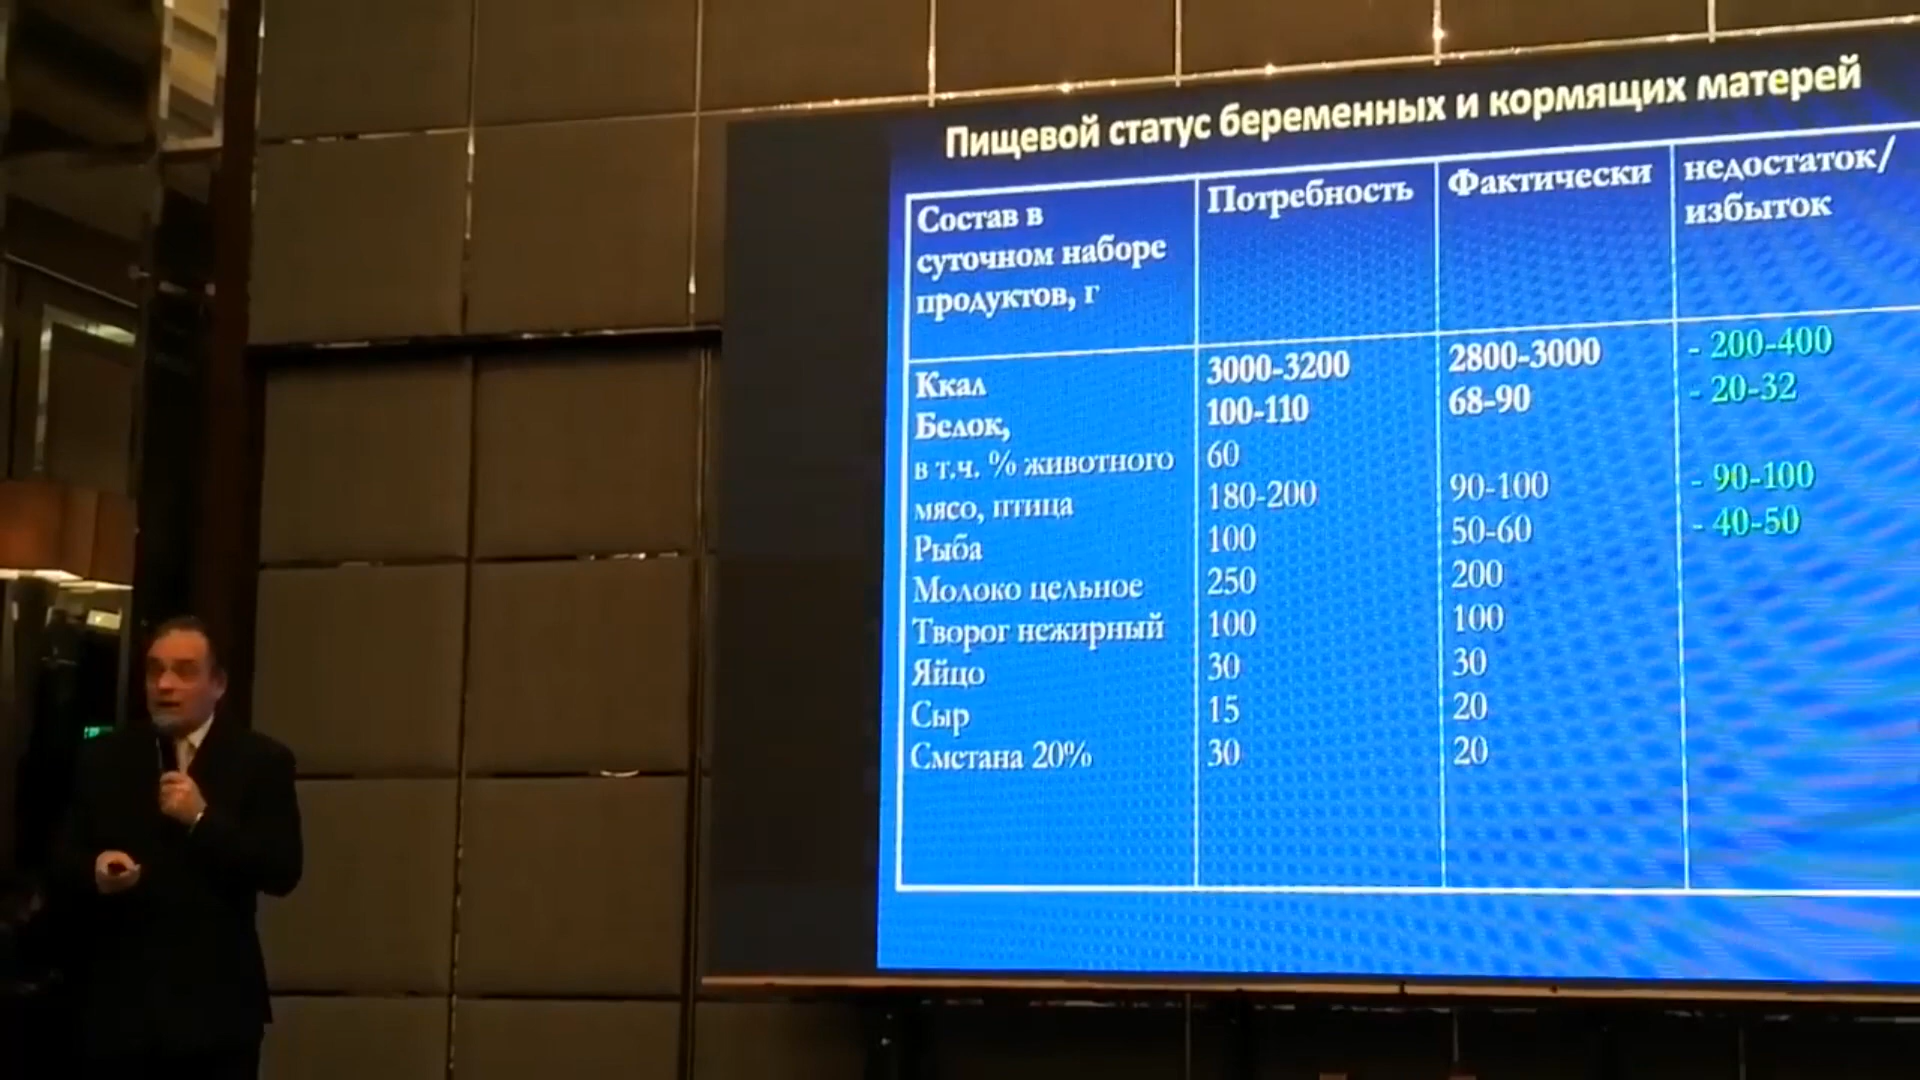 Пищевой статус беременных и кормящих матерей
Состав в
суточном наборе
продуктов, г
Потребность
Фактически
недостаток/
избыток
Ккал 3000-3200 2800-3000 - 200-400
Белок, 100-110 68-90 - 20-32
в т.ч. % животного 60
мясо, птица 180-200 90-100 - 90-100
Рыба 100 50-60 - 40-50
Молоко цельное 250 200
Творог нежирный 100 100
Яйцо 30 30
Сыр 15 20
Смстана 20% 30 20